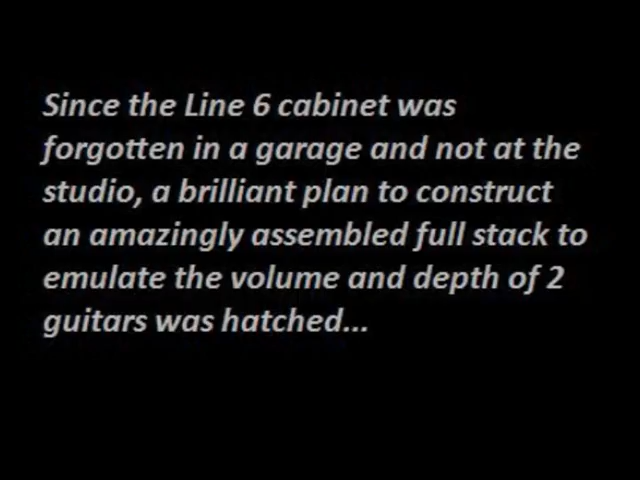 Since the Line 6 cabinet was
forgotten in a garage and not at the
studio, a brilliant plan to construct
an amazingly assembled full stack to
emulate the volume and depth of 2
guitars was hatched...